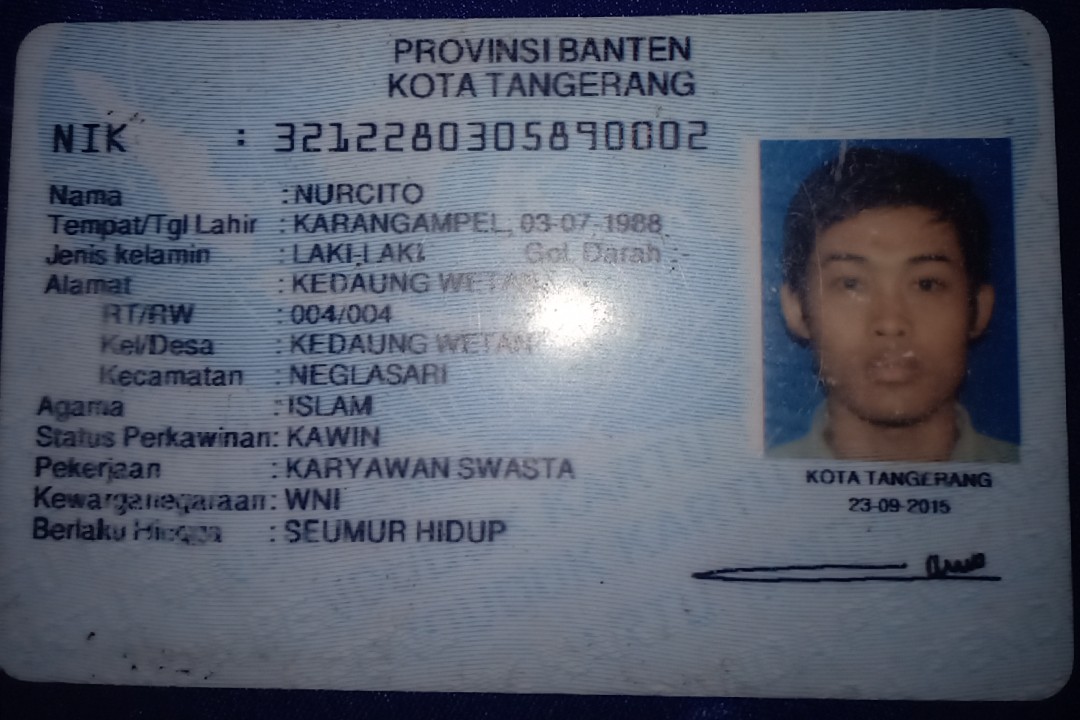 PROVINSI BANTEN
KOTA TANGERANG
NIK : 3212280305890002
Nama : NURCITO
Tempat/Tgl Lahir : KARANGAMPEL, 03-07-1988
Jenis kelamin : LAKI-LAKI Gol. Darah :-
Alamat : KEDAUNG WETAN
RT/RW : 004/004
Kel/Desa : KEDAUNG WETAN
Kecamatan : NEGLASARI
Agama : ISLAM
Status Perkawinan: KAWIN
Pekerjaan : KARYAWAN SWASTA
Kewarganegaraan: WNI
Berlaku Hingga : SEUMUR HIDUP
KOTA TANGERANG
23-09-2015